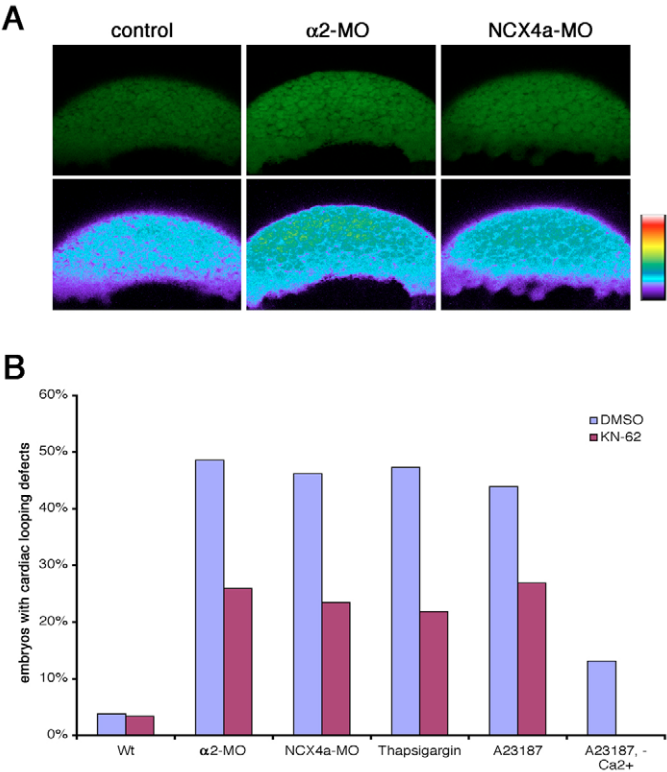 A
control α2-MO NCX4a-MO
B
60%
50%
40%
30%
20%
10%
0%
embryos with cardiac looping defects
DMSO
KN-62
Wt α2-MO NCX4a-MO Thapsigargin A23187 A23187, -
Ca2+